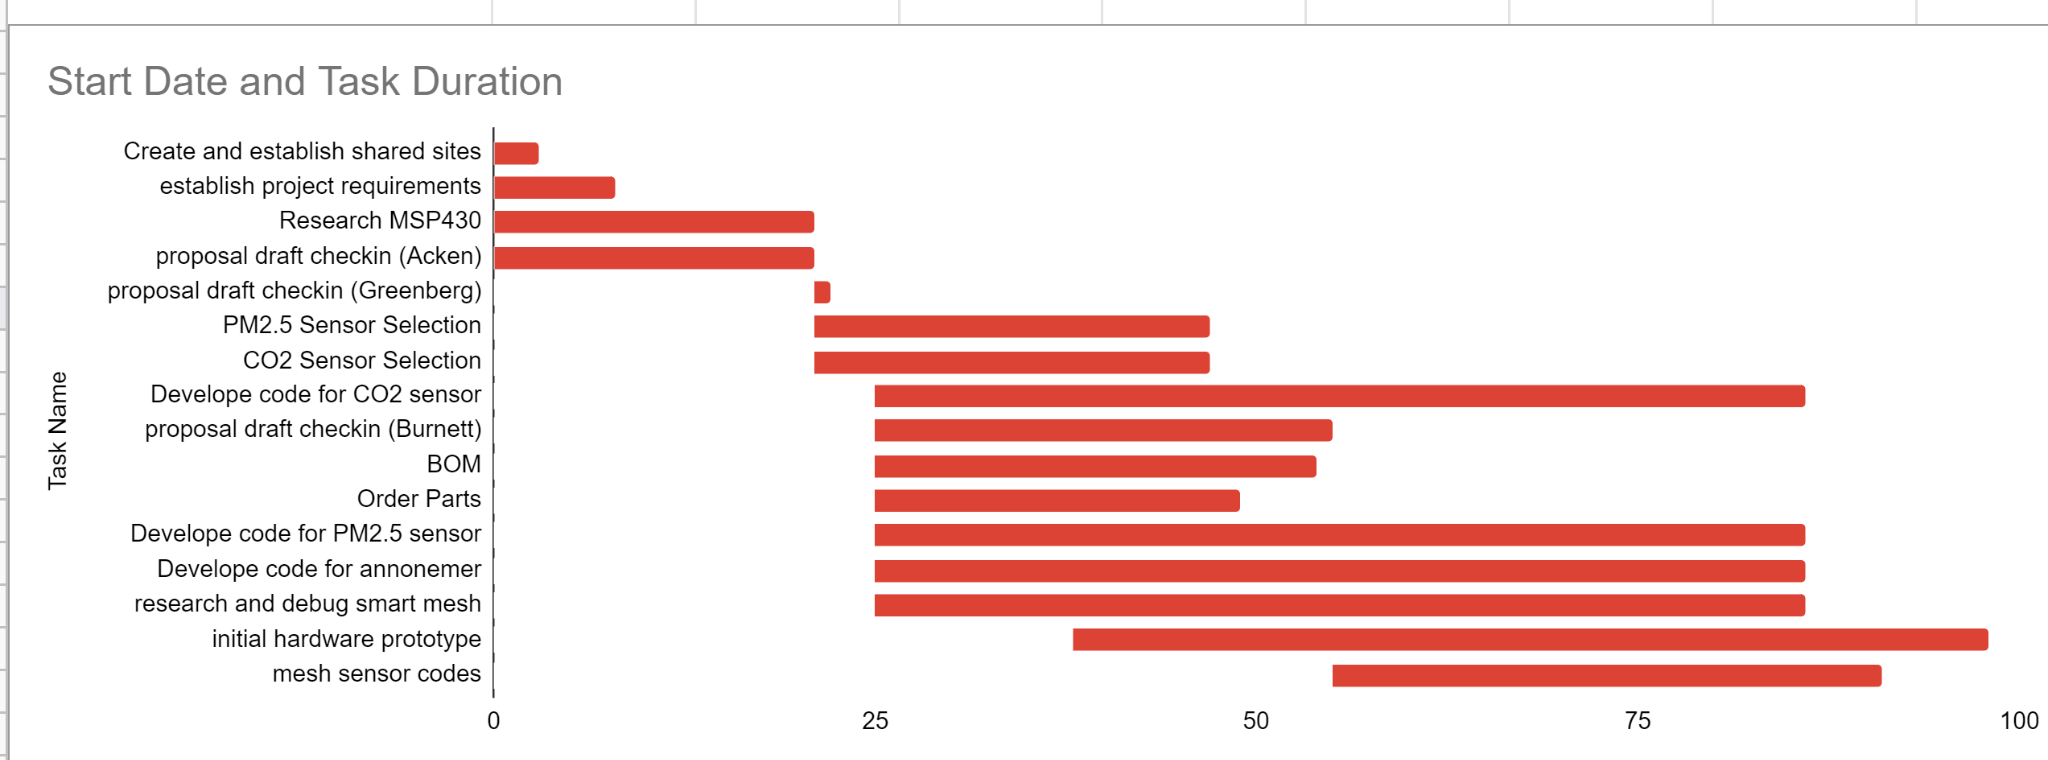 Start Date and Task Duration
Task Name
Create and establish shared sites
establish project requirements
Research MSP430
proposal draft checkin (Acken)
proposal draft checkin (Greenberg)
PM2.5 Sensor Selection
CO2 Sensor Selection
Develope code for CO2 sensor
proposal draft checkin (Burnett)
BOM
Order Parts
Develope code for PM2.5 sensor
Develope code for annonemer
research and debug smart mesh
initial hardware prototype
mesh sensor codes
0 25 50 75 100